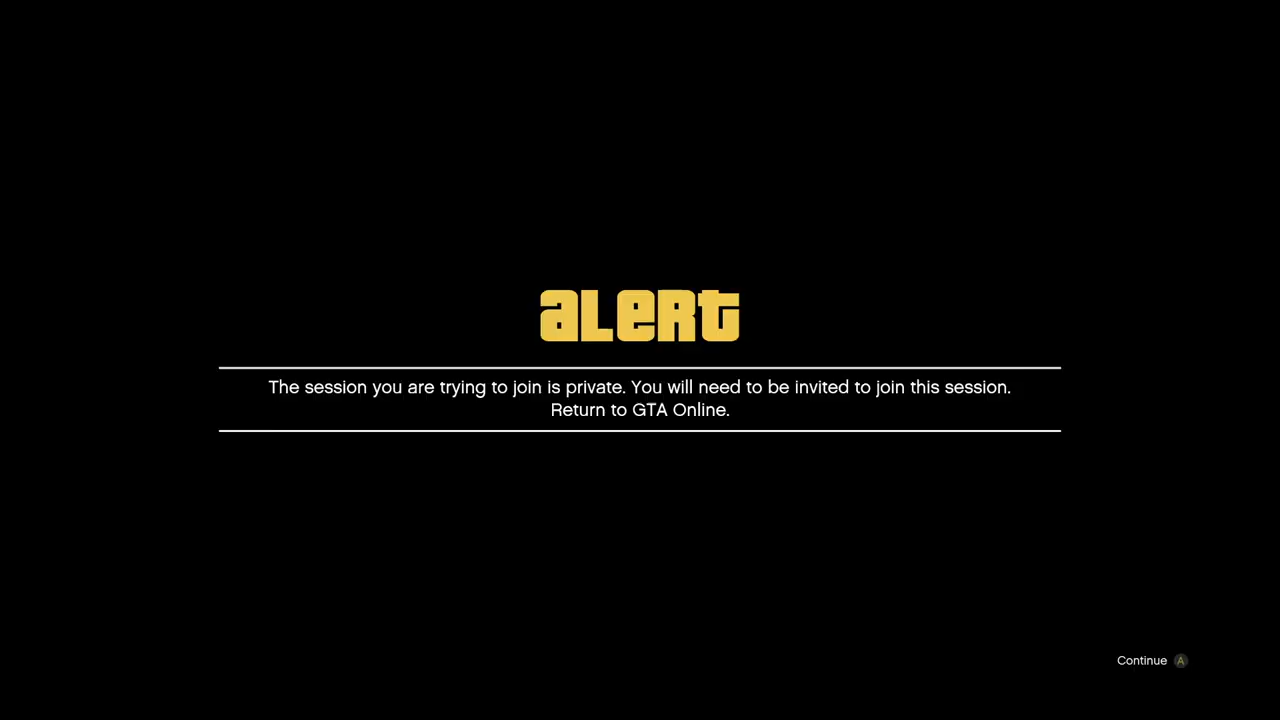 aLeRt
The session you are trying to join is private. You will need to be invited to join this session.
Return to GTA Online.
Continue A